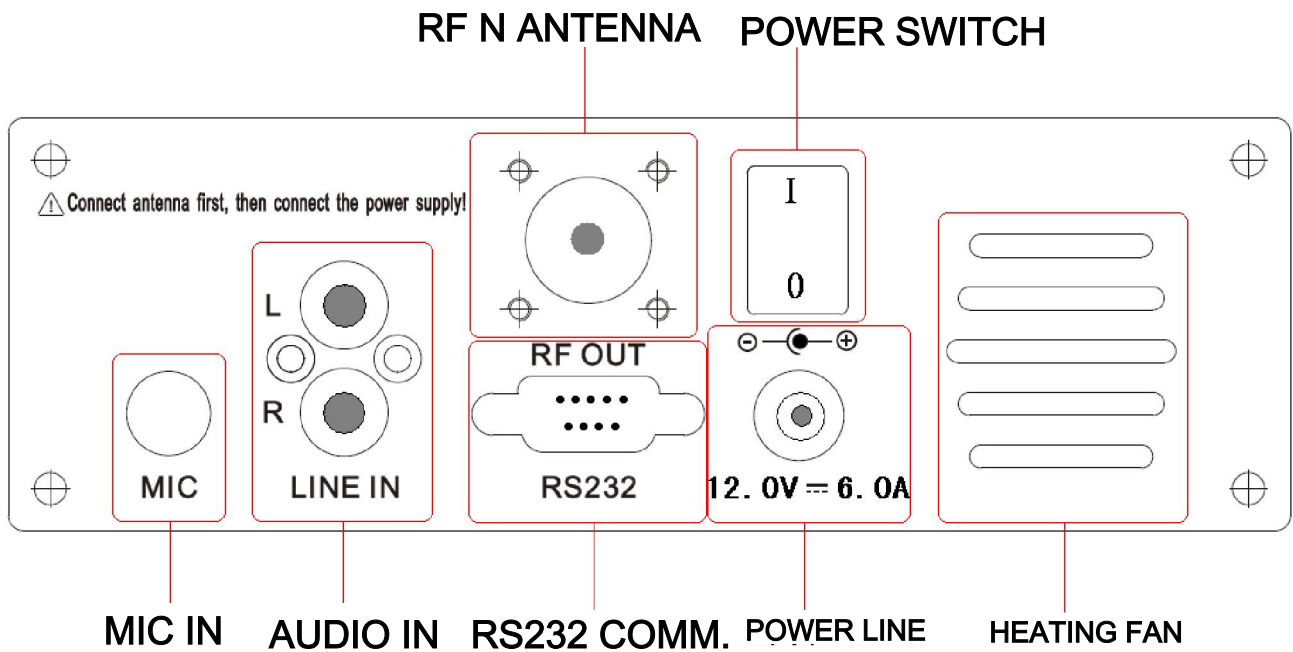 RF N ANTENNA
POWER SWITCH
⚠ Connect antenna first, then connect the power supply!
I
0
L
R
RF OUT
MIC
LINE IN
RS232
12.0V ⎓ 6.0A
MIC IN
AUDIO IN
RS232 COMM.
POWER LINE
HEATING FAN